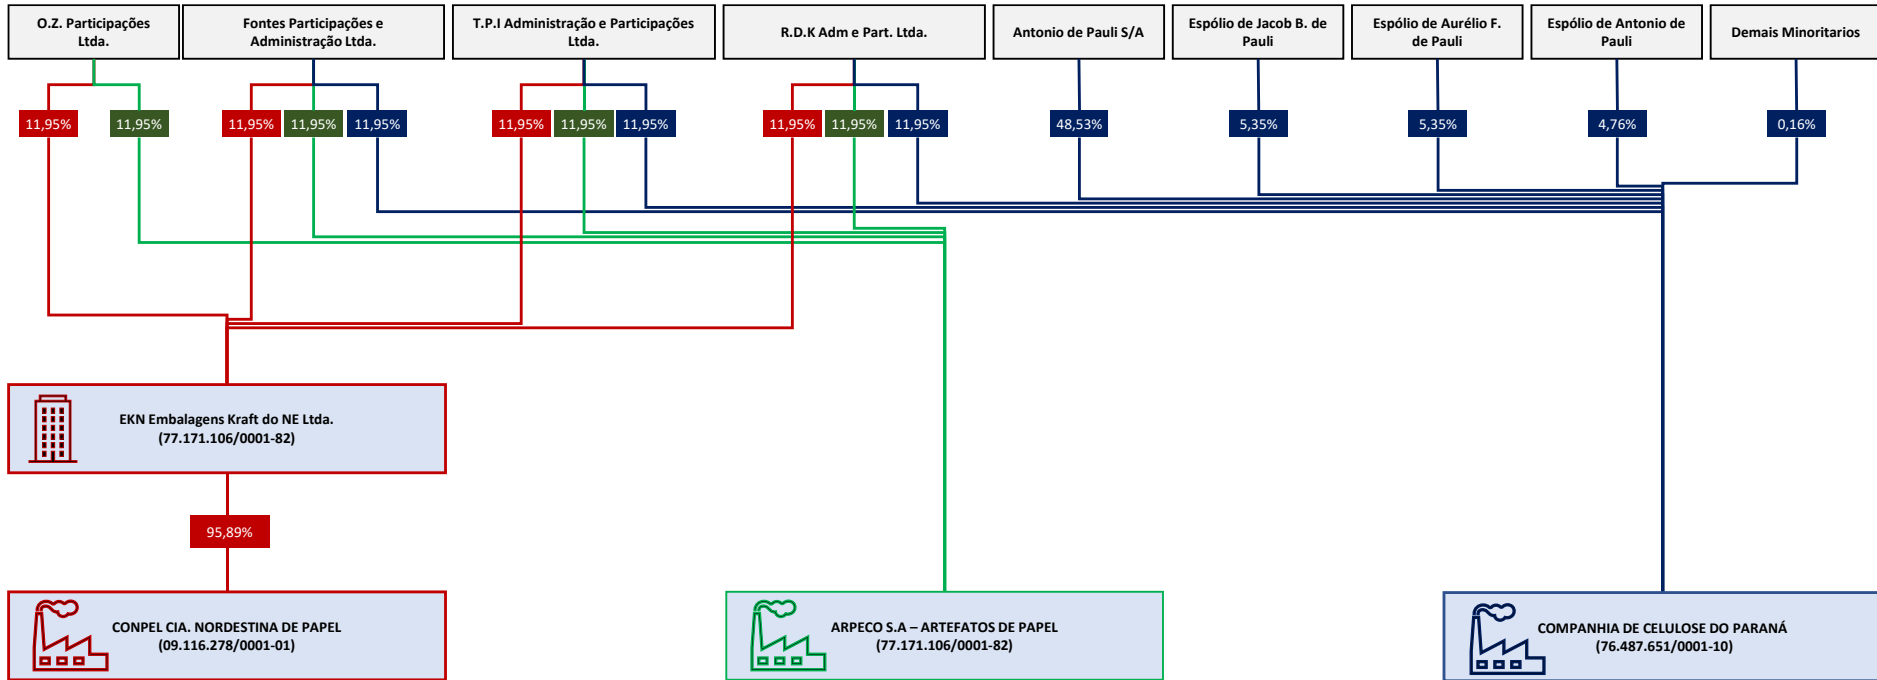 O.Z. Participações
Ltda.
Fontes Participações e
Administração Ltda.
T.P.I Administração e Participações
Ltda.
R.D.K Adm e Part. Ltda.
Antonio de Pauli S/A
Espólio de Jacob B. de
Pauli
Espólio de Aurélio F.
de Pauli
Espólio de Antonio de
Pauli
Demais Minoritarios
11,95%
11,95%
11,95%
11,95%
11,95%
11,95%
11,95%
11,95%
11,95%
11,95%
11,95%
48,53%
5,35%
5,35%
4,76%
0,16%
EKN Embalagens Kraft do NE Ltda.
(77.171.106/0001-82)
95,89%
CONPEL CIA. NORDESTINA DE PAPEL
(09.116.278/0001-01)
ARPECO S.A – ARTEFATOS DE PAPEL
(77.171.106/0001-82)
COMPANHIA DE CELULOSE DO PARANÁ
(76.487.651/0001-10)